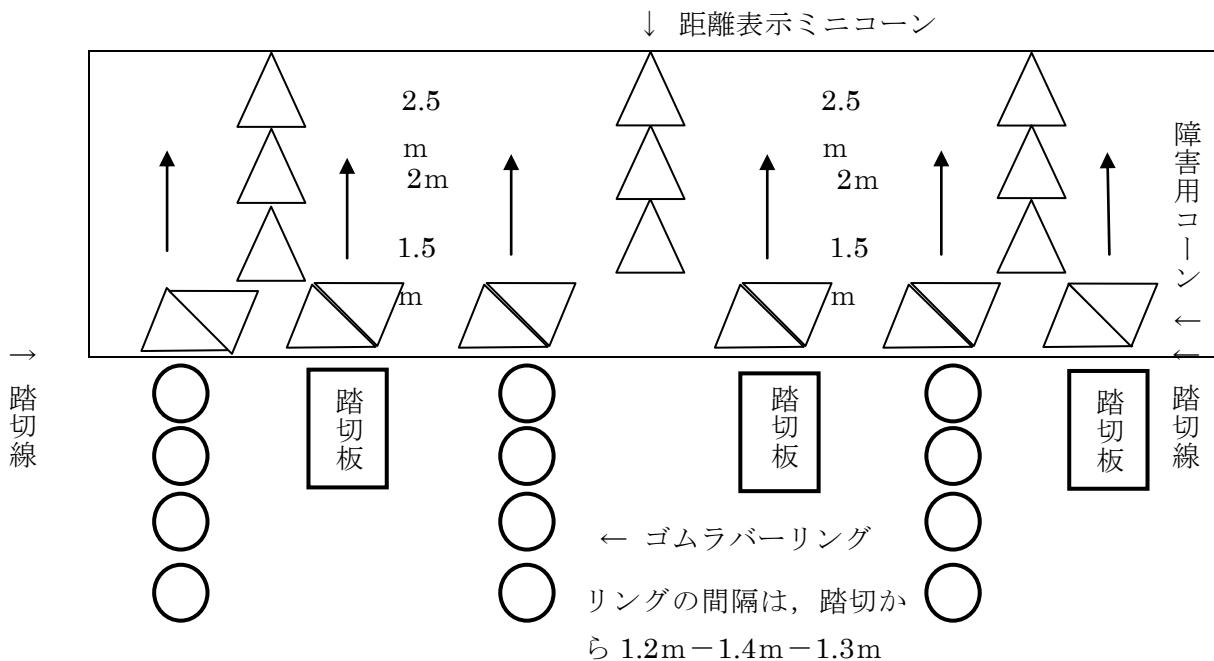 ↓ 距離表示ミニコーン
2.5
m
2m
1.5
m
2.5
m
2m
1.5
m
障害用コーン ←
→ 踏切線
← 踏切線
踏切板
踏切板
踏切板
← ゴムラバーリング
リングの間隔は，踏切か
ら 1.2m－1.4m－1.3m